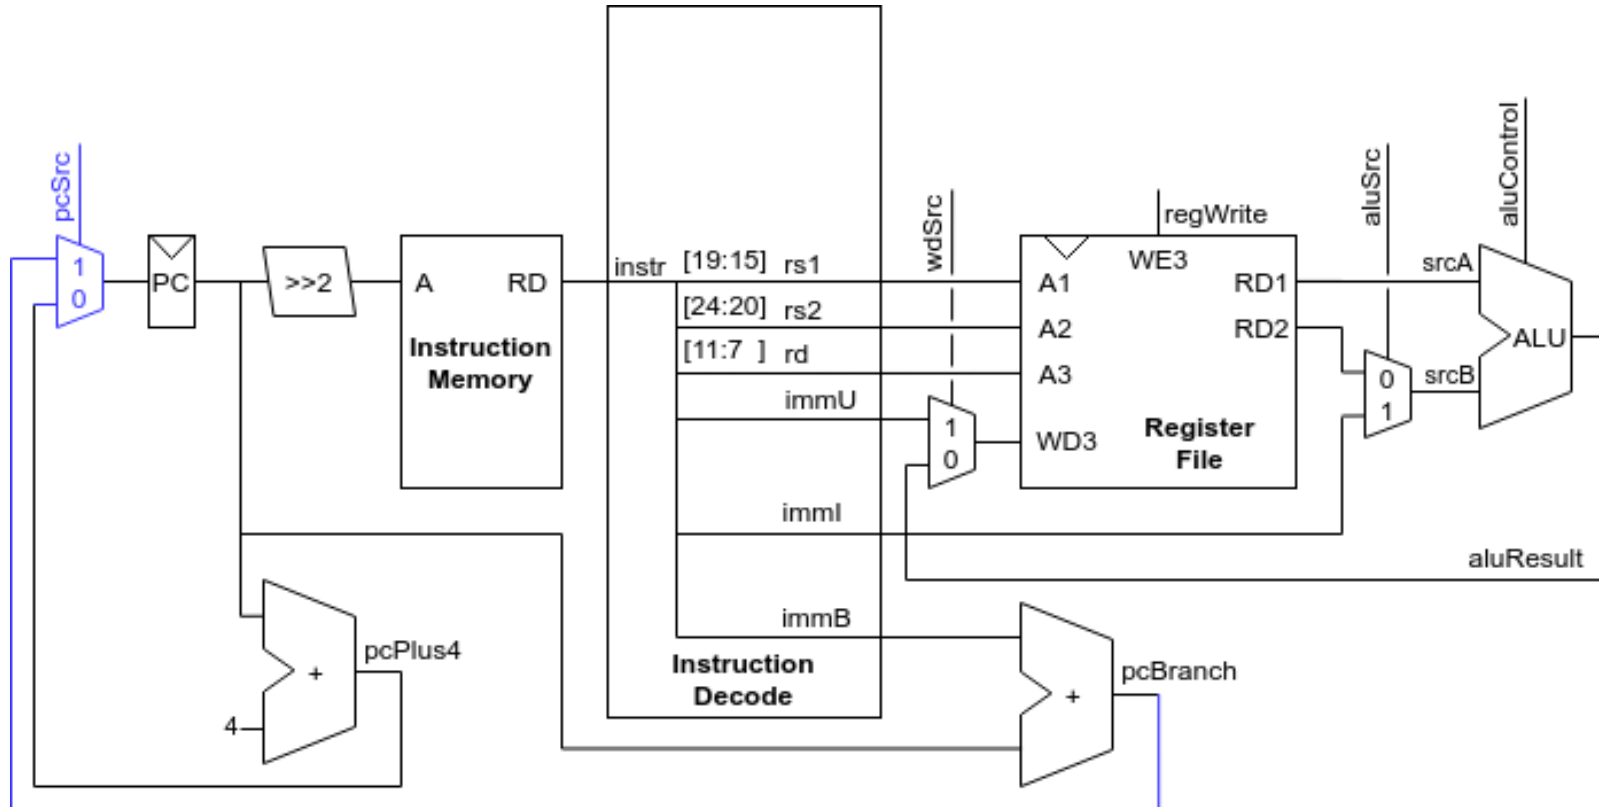 pcSrc
1
0
PC
>>2
A
RD
Instruction
Memory
instr
[19:15] rs1
[24:20] rs2
[11:7 ] rd
immU
immI
immB
Instruction
Decode
wdSrc
1
0
regWrite
WE3
A1
A2
A3
WD3
RD1
RD2
Register
File
aluSrc
0
1
srcA
srcB
aluControl
ALU
aluResult
4
+
pcPlus4
+
pcBranch